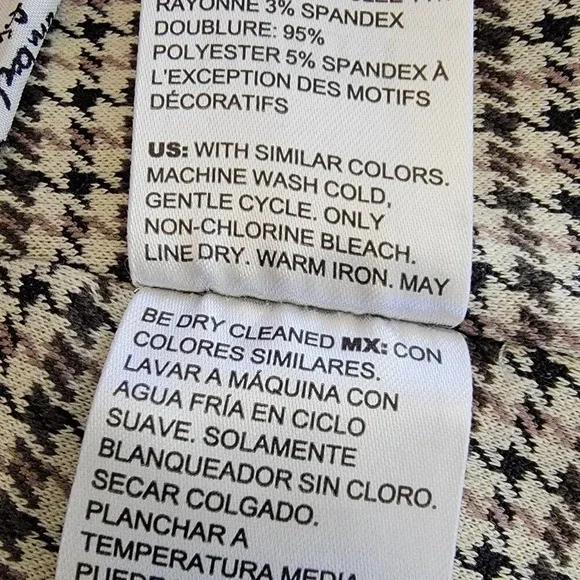 RAYONNE 3% SPANDEX
DOUBLURE: 95%
POLYESTER 5% SPANDEX À
L'EXCEPTION DES MOTIFS
DÉCORATIFS
US: WITH SIMILAR COLORS.
MACHINE WASH COLD,
GENTLE CYCLE. ONLY
NON-CHLORINE BLEACH.
LINE DRY. WARM IRON. MAY
BE DRY CLEANED MX: CON
COLORES SIMILARES.
LAVAR A MÁQUINA CON
AGUA FRÍA EN CICLO
SUAVE. SOLAMENTE
BLANQUEADOR SIN CLORO.
SECAR COLGADO.
PLANCHAR A
TEMPERATURA MEDIA
PUEDE